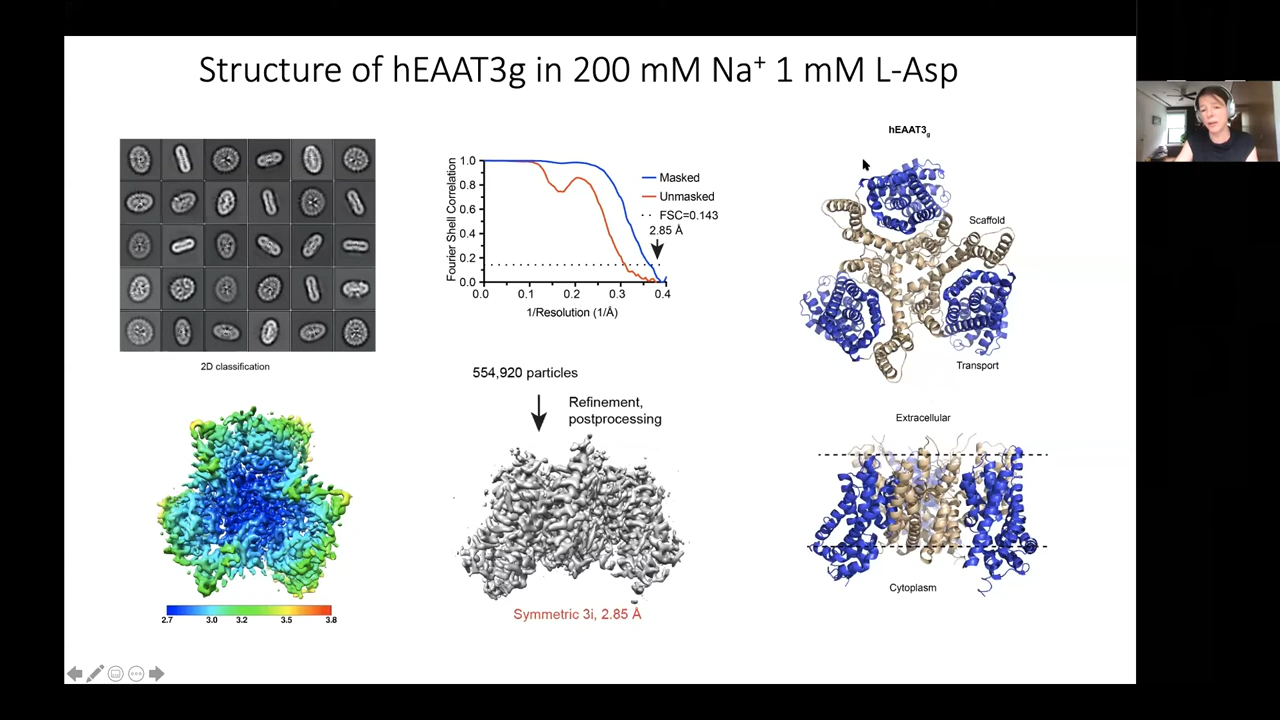 Structure of hEAAT3g in 200 mM Na+ 1 mM L-Asp
2D classification
2.7 3.0 3.2 3.5 3.8
Fourier Shell Correlation
1.0
0.8
0.6
0.4
0.2
0.0
0.0 0.1 0.2 0.3 0.4
1/Resolution (1/Å)
Masked
Unmasked
FSC=0.143
2.85 Å
554,920 particles
Refinement,
postprocessing
Symmetric 3i, 2.85 Å
hEAAT3g
Scaffold
Transport
Extracellular
Cytoplasm